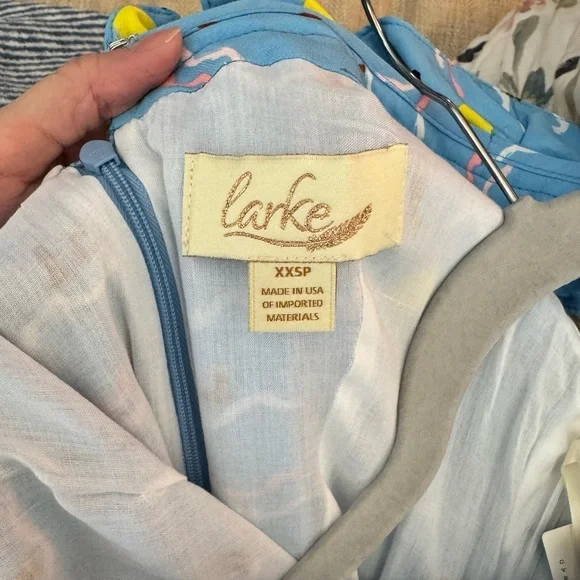 larke
XXSP
MADE IN USA
OF IMPORTED
MATERIALS